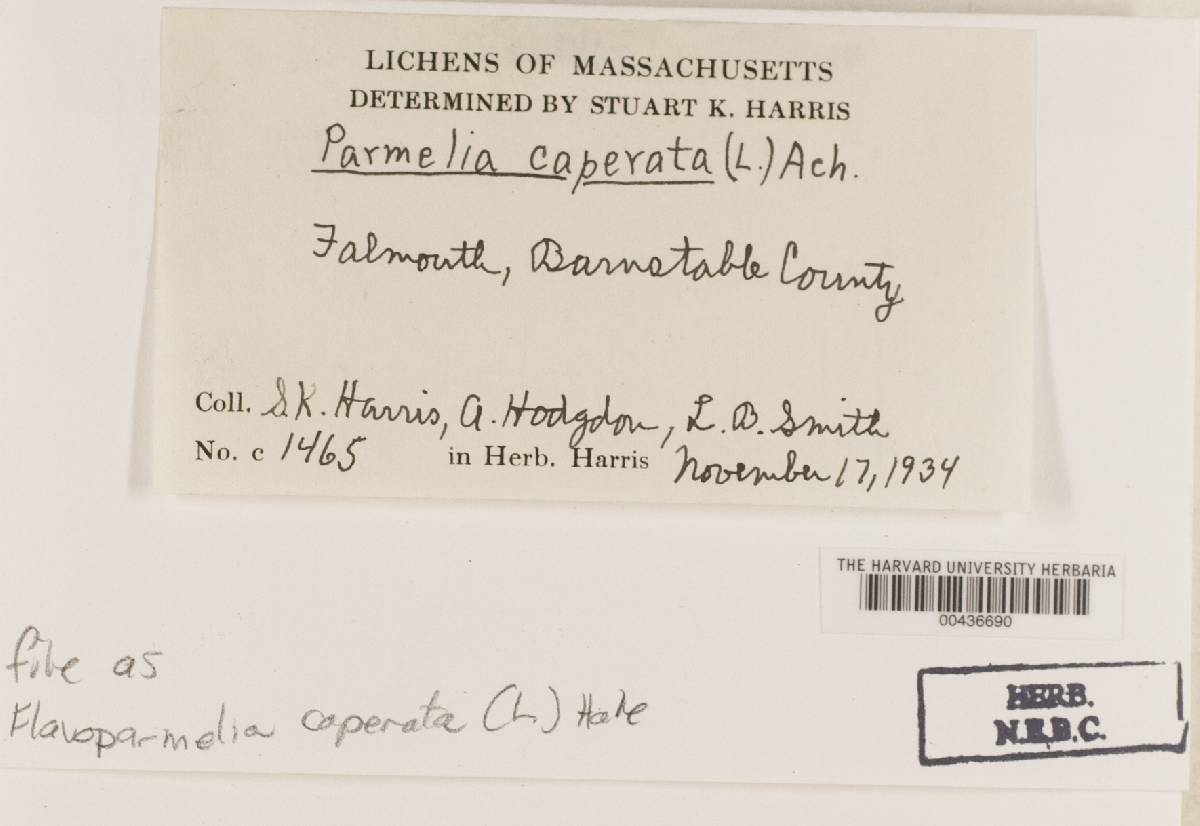 LICHENS OF MASSACHUSETTS
DETERMINED BY STUART K. HARRIS
Parmelia caperata (L.) Ach.
Falmouth, Barnstable County
Coll. S.K. Harris, A. Hodgdon, L. B. Smith
No. c 1465 in Herb. Harris November 17, 1934
THE HARVARD UNIVERSITY HERBARIA
00436690
file as
Flavoparmelia caperata (L.) Hale
HERB.
N.E.B.C.